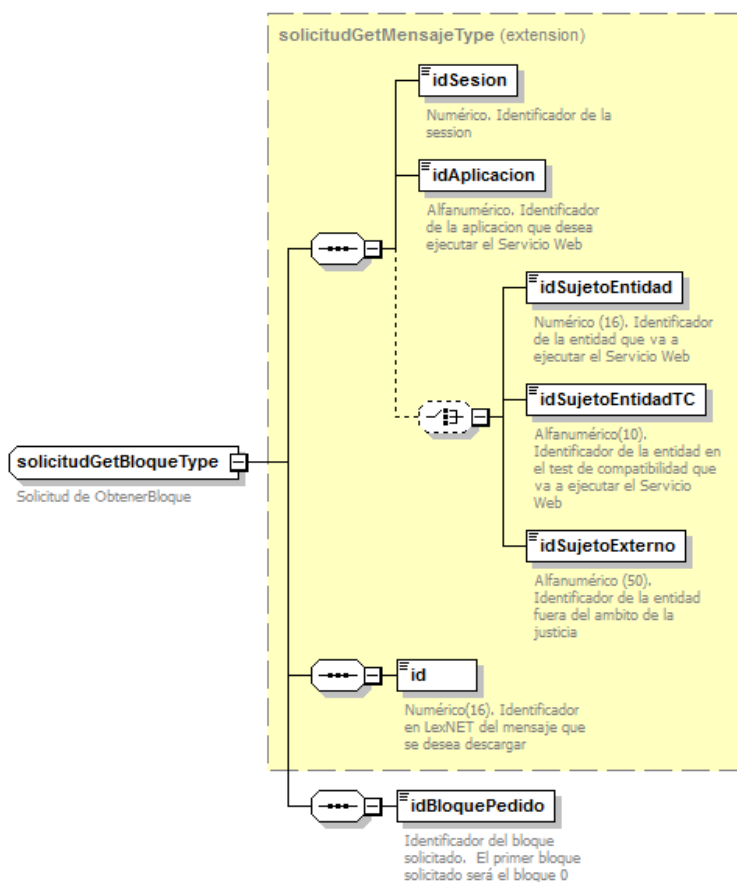 solicitudGetMensajeType (extension)
idSesion
Numérico. Identificador de la
session
idAplicacion
Alfanumérico. Identificador
de la aplicacion que desea
ejecutar el Servicio Web
idSujetoEntidad
Numérico (16). Identificador
de la entidad que va a
ejecutar el Servicio Web
idSujetoEntidadTC
Alfanumérico(10).
Identificador de la entidad en
el test de compatibilidad que
va a ejecutar el Servicio
Web
solicitudGetBloqueType
Solicitud de ObtenerBloque
idSujetoExterno
Alfanumérico (50).
Identificador de la entidad
fuera del ambito de la
justicia
id
Numérico(16). Identificador
en LexNET del mensaje que
se desea descargar
idBloquePedido
Identificador del bloque
solicitado. El primer bloque
solicitado será el bloque 0